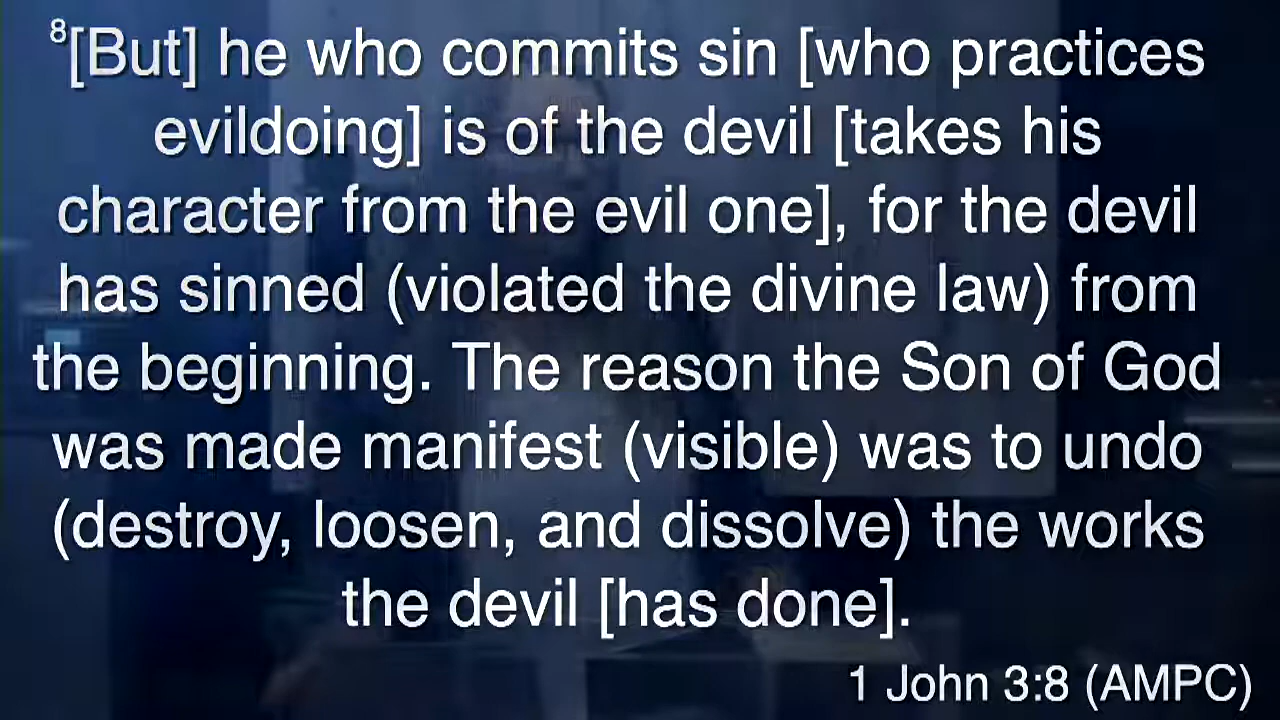 8[But] he who commits sin [who practices
evildoing] is of the devil [takes his
character from the evil one], for the devil
has sinned (violated the divine law) from
the beginning. The reason the Son of God
was made manifest (visible) was to undo
(destroy, loosen, and dissolve) the works
the devil [has done].
1 John 3:8 (AMPC)